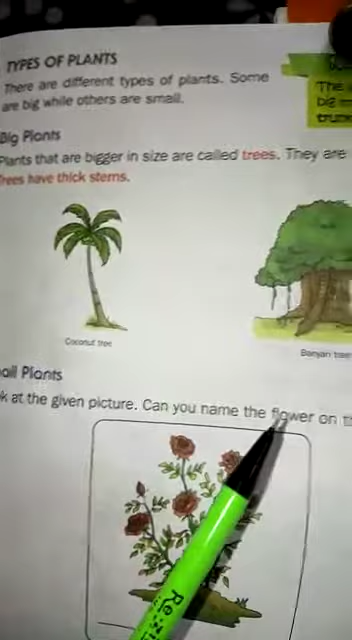 TYPES OF PLANTS
There are different types of plants. Some
are big while others are small.
The
big
Big Plants
Plants that are bigger in size are called trees. They are
Trees have thick stems.
Coconut tree
Banyan tree
Plants
at the given picture. Can you name the flower on